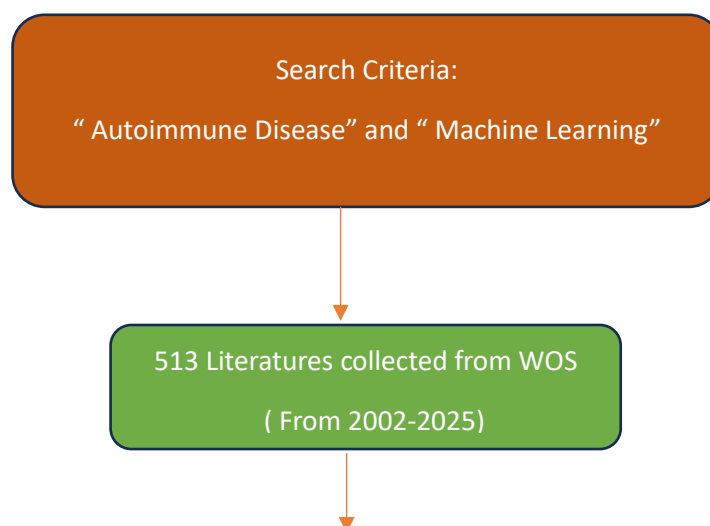 Search Criteria:
“ Autoimmune Disease” and “ Machine Learning”
513 Literatures collected from WOS
( From 2002-2025)